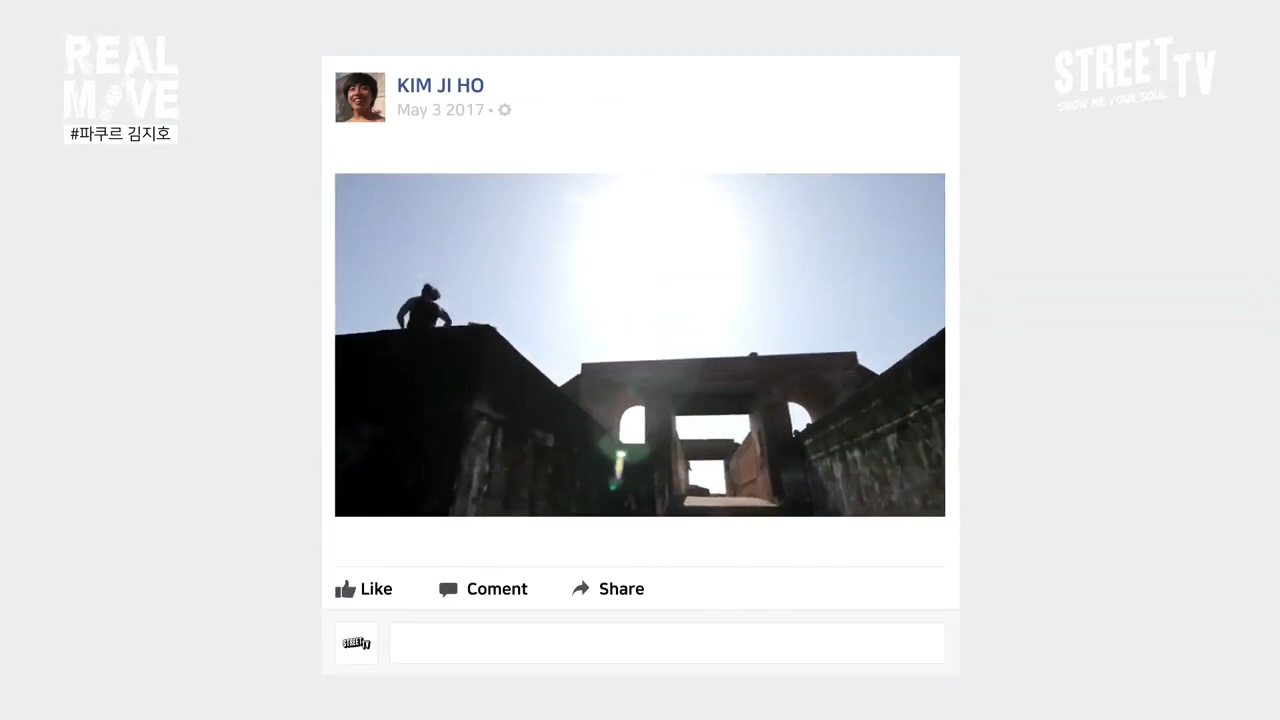 REAL
MOVE
#파쿠르 김지호
STREET TV
SHOW ME YOUR SOUL
KIM JI HO
May 3 2017 •
Like
Coment
Share
STREET TV